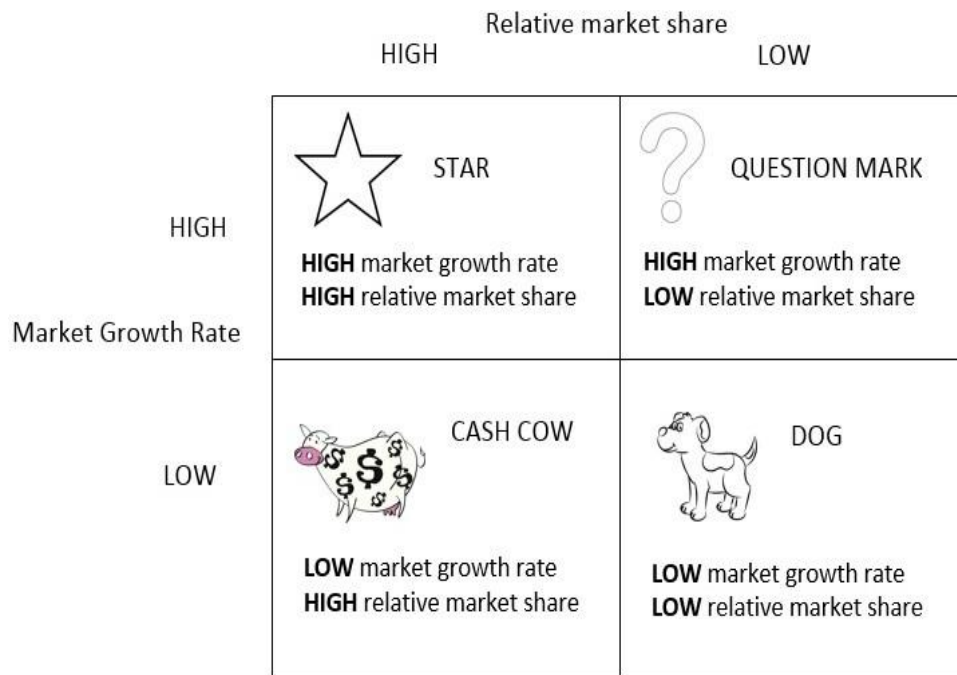 Relative market share
HIGH
LOW
STAR
QUESTION MARK
HIGH
HIGH market growth rate
HIGH relative market share
HIGH market growth rate
LOW relative market share
Market Growth Rate
CASH COW
DOG
LOW
$ $ $ $ $ $
LOW market growth rate
HIGH relative market share
LOW market growth rate
LOW relative market share